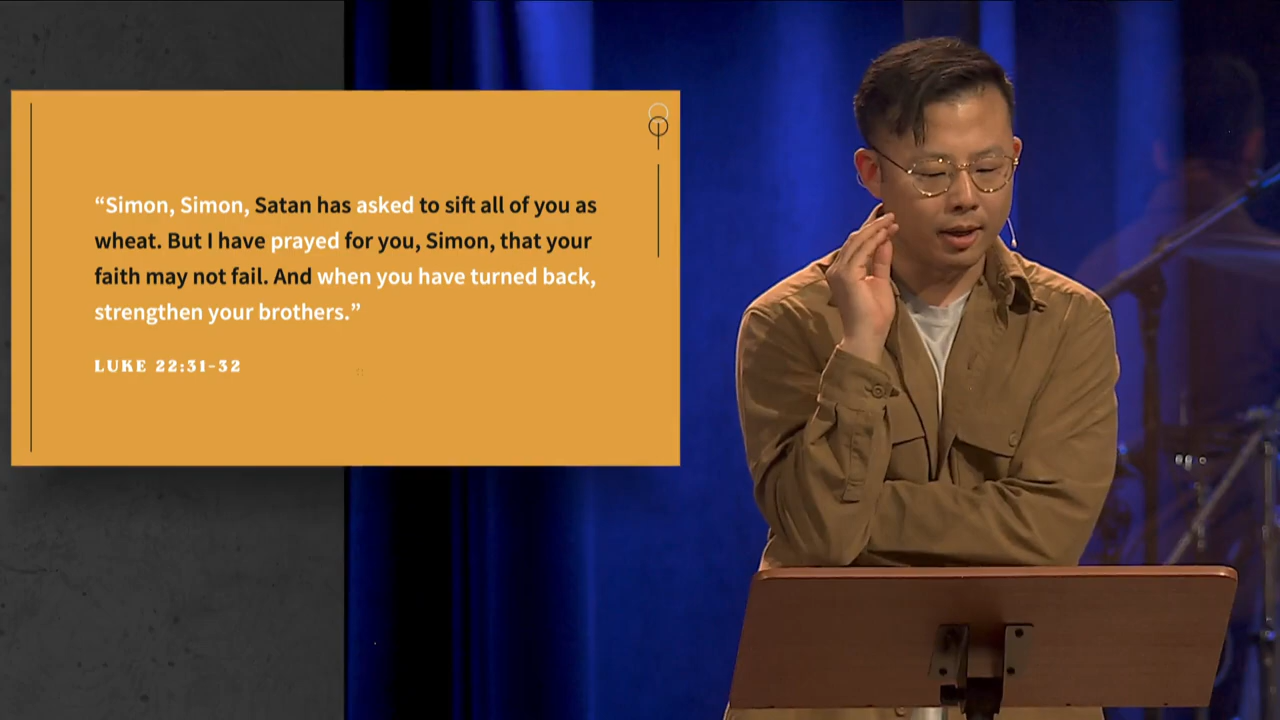 “Simon, Simon, Satan has asked to sift all of you as
wheat. But I have prayed for you, Simon, that your
faith may not fail. And when you have turned back,
strengthen your brothers.”
LUKE 22:31-32